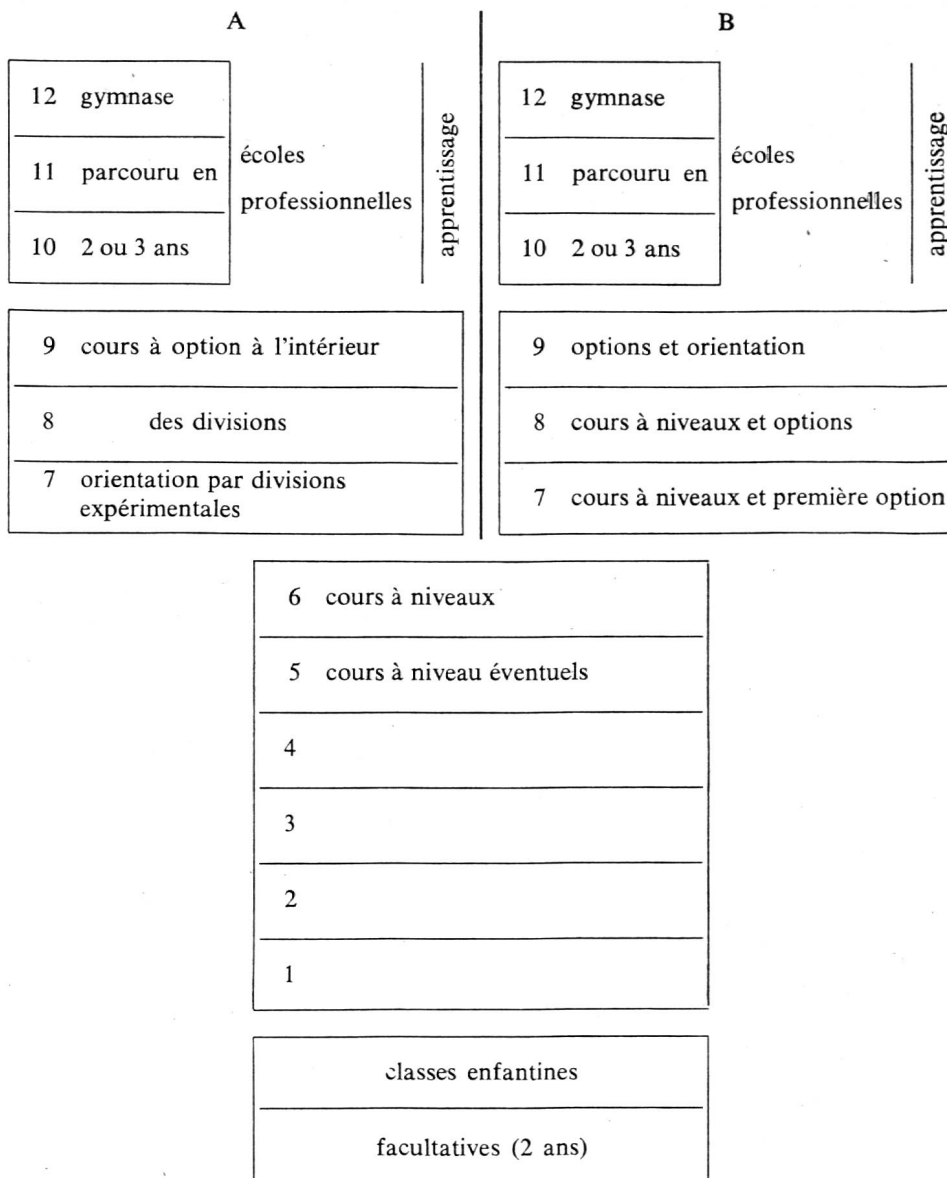 A
12 gymnase
11 parcouru en
10 2 ou 3 ans
écoles
professionnelles
apprentissage
9 cours à option à l'intérieur
8 des divisions
7 orientation par divisions
expérimentales
B
12 gymnase
11 parcouru en
10 2 ou 3 ans
écoles
professionnelles
apprentissage
9 options et orientation
8 cours à niveaux et options
7 cours à niveaux et première option
6 cours à niveaux
5 cours à niveau éventuels
4
3
2
1
classes enfantines
facultatives (2 ans)